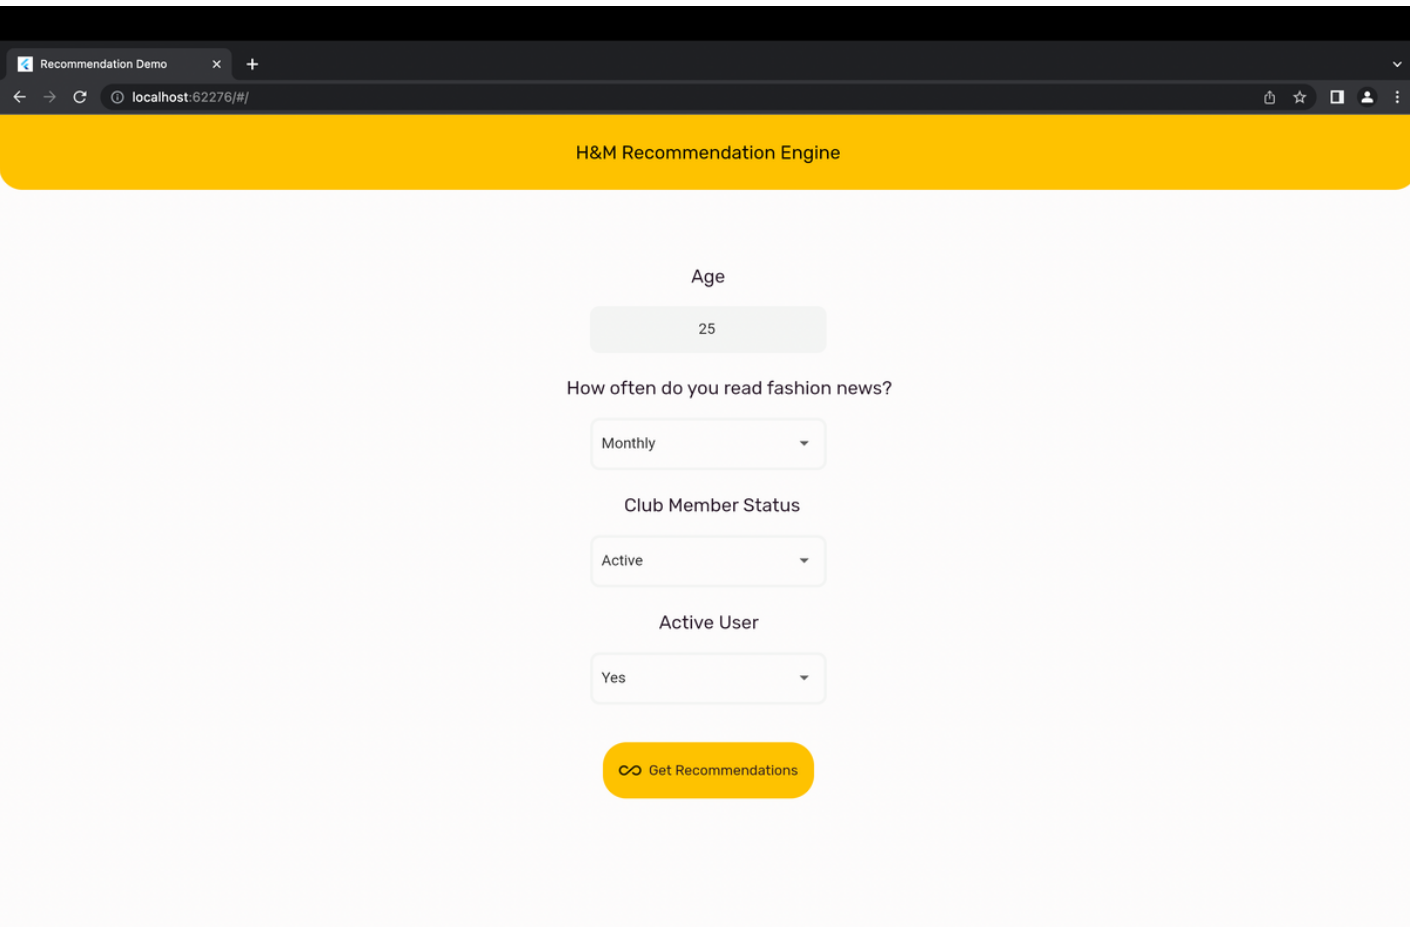 Recommendation Demo
localhost:62276/#/
H&M Recommendation Engine
Age
25
How often do you read fashion news?
Monthly
Club Member Status
Active
Active User
Yes
Get Recommendations